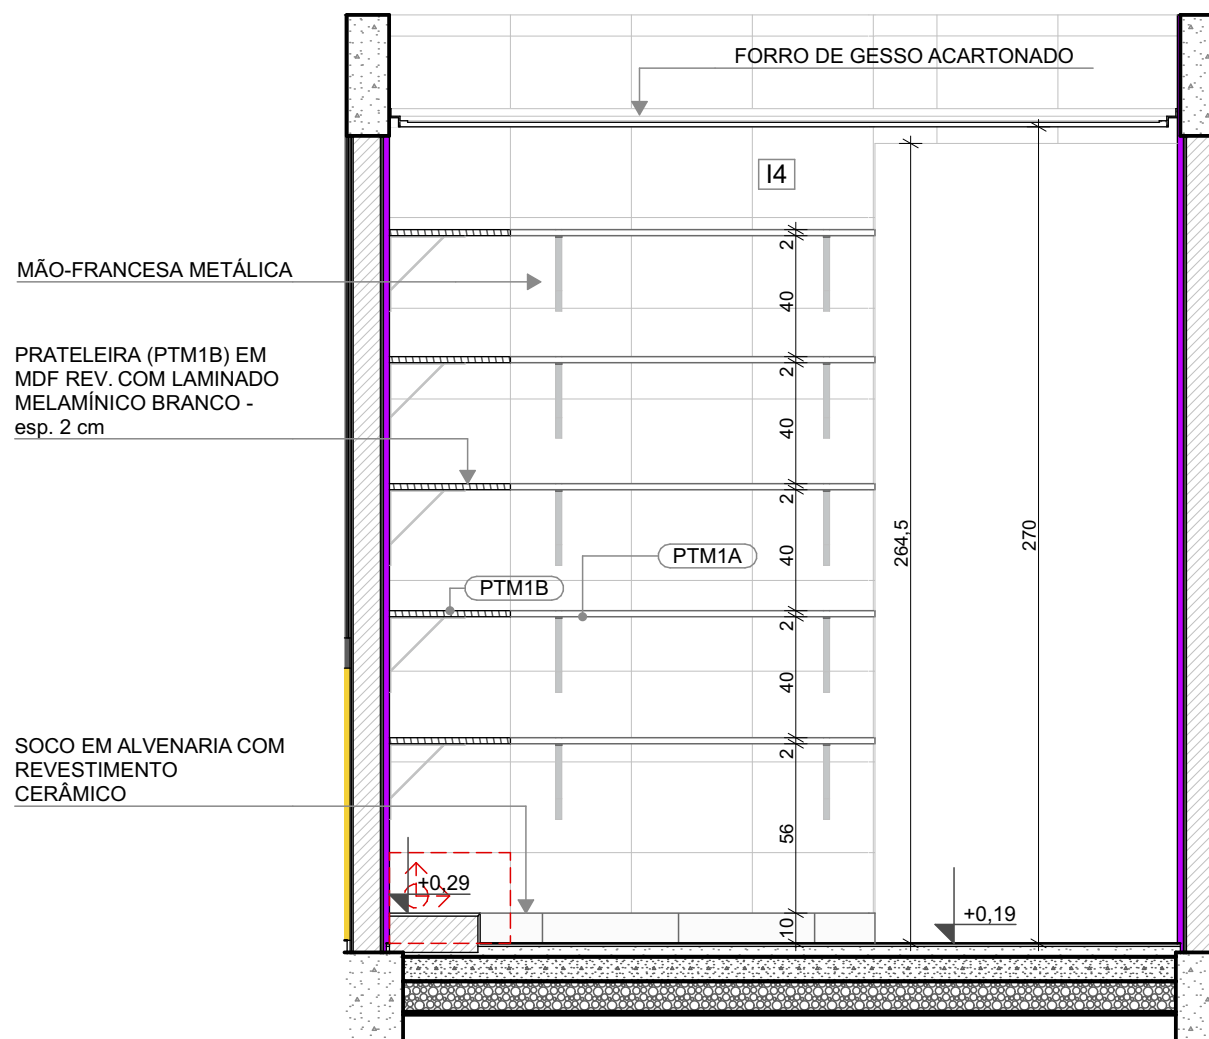 FORRO DE GESSO ACARTONADO
I4
MÃO-FRANCESA METÁLICA
2
40
PRATELEIRA (PTM1B) EM
MDF REV. COM LAMINADO
MELAMÍNICO BRANCO -
esp. 2 cm
2
40
2
40
264,5
270
PTM1A
PTM1B
2
40
SOCO EM ALVENARIA COM
REVESTIMENTO
CERÂMICO
2
56
+0,29
10
+0,19